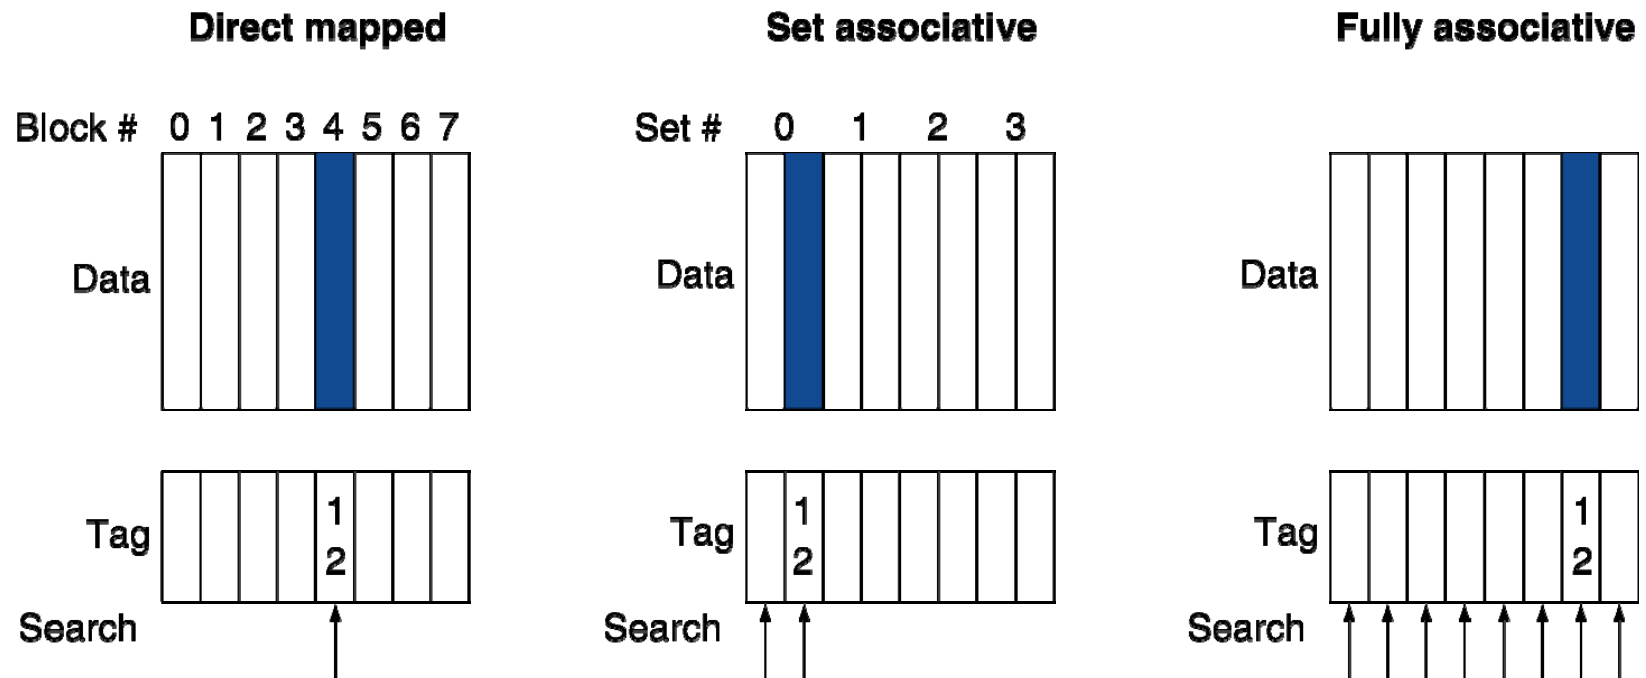 Direct mapped
Set associative
Fully associative
Block # 0 1 2 3 4 5 6 7
Set # 0 1 2 3
Data
Data
Data
Tag
1
2
Tag
1
2
Tag
1
2
Search
Search
Search